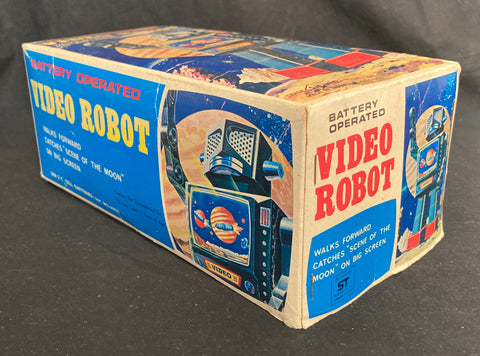 BATTERY OPERATED
VIDEO ROBOT
WALKS FORWARD
CATCHES "SCENE OF THE MOON"
ON BIG SCREEN
VIDEO
BATTERY
OPERATED
VIDEO
ROBOT
WALKS FORWARD
CATCHES "SCENE OF THE
MOON" ON BIG SCREEN
ST